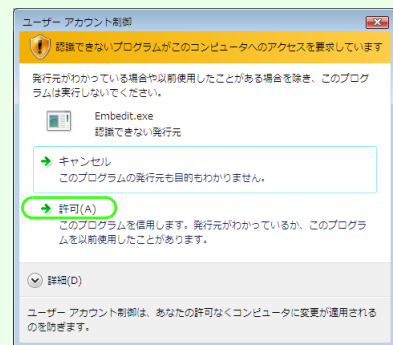 ユーザー アカウント制御
認識できないプログラムがこのコンピュータへのアクセスを要求しています
発行元がわかっている場合や以前使用したことがある場合を除き、このプログ
ラムは実行しないでください。
Embedit.exe
認識できない発行元
キャンセル
このプログラムの発行元も目的もわかりません。
許可(A)
このプログラムを信用します。発行元がわかっているか、このプログラ
ムを以前使用したことがあります。
詳細(D)
ユーザー アカウント制御は、あなたの許可なくコンピュータに変更が適用される
のを防ぎます。